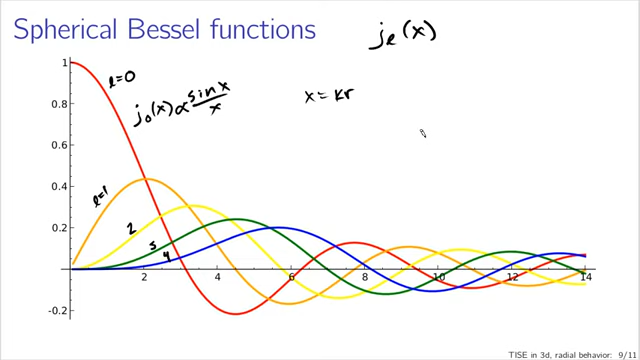 Spherical Bessel functions
jℓ(x)
1
ℓ=0
0.8
j₀(x) ∝ sin x / x
x = kr
0.6
0.4
ℓ=1
0.2
2
3
4
2
4
6
8
10
12
14
-0.2
TISE in 3d, radial behavior: 9/11